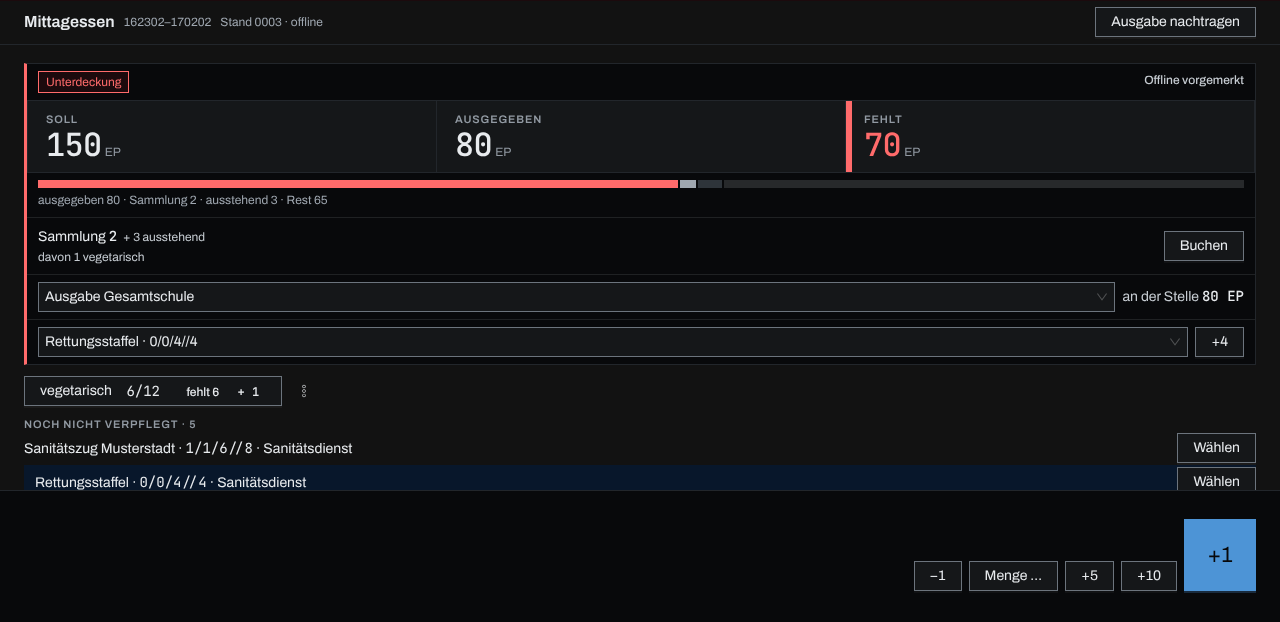 Mittagessen 162302–170202 Stand 0003 · offline
Ausgabe nachtragen
Unterdeckung
Offline vorgemerkt
SOLL
150 EP
AUSGEGEBEN
80 EP
FEHLT
70 EP
ausgegeben 80 · Sammlung 2 · ausstehend 3 · Rest 65
Sammlung 2 + 3 ausstehend
davon 1 vegetarisch
Buchen
Ausgabe Gesamtschule
an der Stelle 80 EP
Rettungsstaffel · 0/0/4//4
+4
vegetarisch 6/12 fehlt 6 + 1
NOCH NICHT VERPFLEGT · 5
Sanitätszug Musterstadt · 1/1/6//8 · Sanitätsdienst
Wählen
Rettungsstaffel · 0/0/4//4 · Sanitätsdienst
Wählen
−1
Menge ...
+5
+10
+1